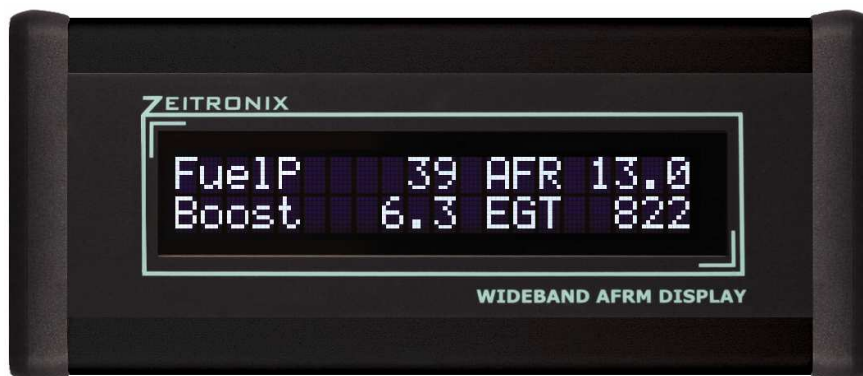 ZEITRONIX
FuelP 39 AFR 13.0
Boost 6.3 EGT 822
WIDEBAND AFRM DISPLAY